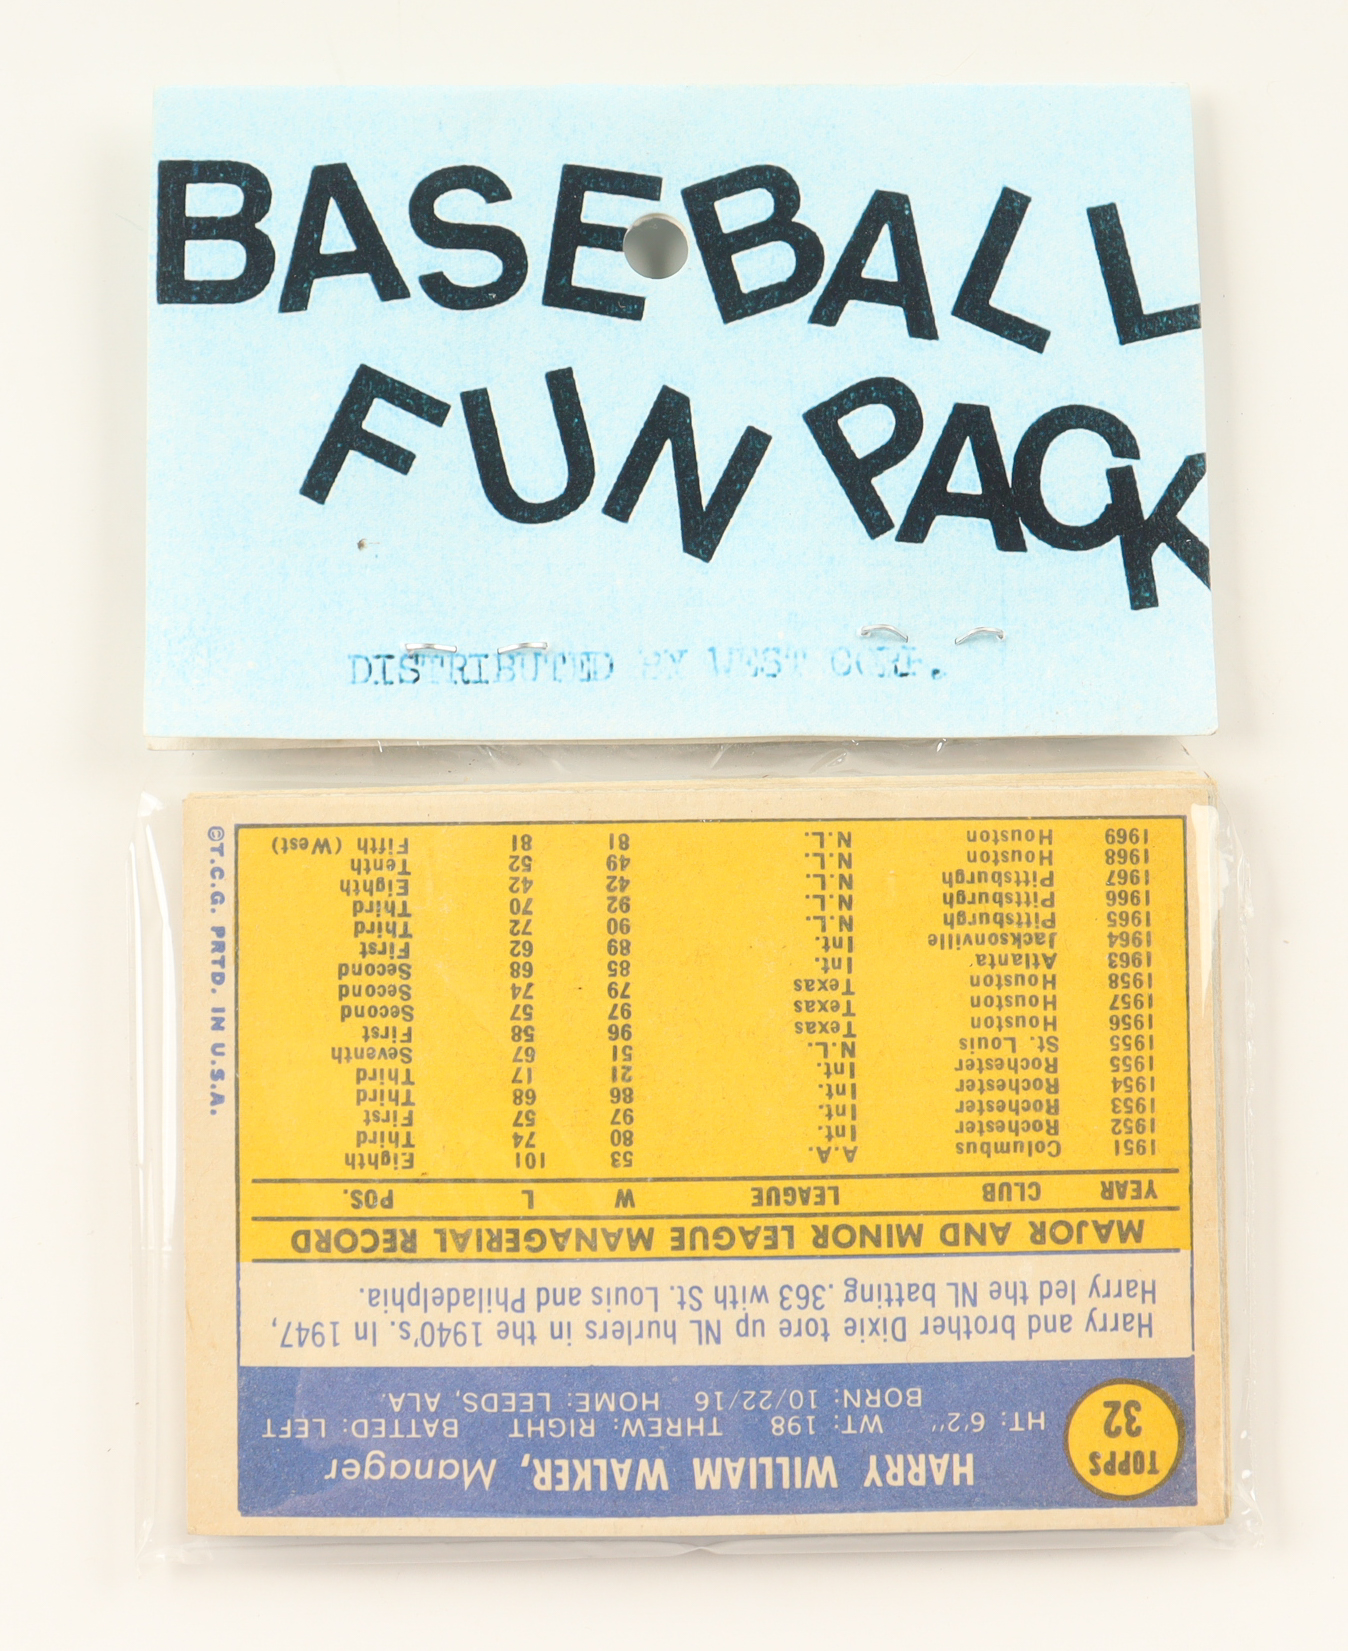 BASEBALL
FUN PACK
DISTRIBUTED BY WEST CORP.
TOPPS
32
HARRY WILLIAM WALKER, Manager
HT: 6'2" WT: 198 THREW: RIGHT BATTED: LEFT
BORN: 10/22/16 HOME: LEEDS, ALA.
Harry and brother Dixie tore up NL hurlers in the 1940's. In 1947,
Harry led the NL batting .363 with St. Louis and Philadelphia.
MAJOR AND MINOR LEAGUE MANAGERIAL RECORD
YEAR CLUB LEAGUE W L POS.
1951 Columbus A.A. 53 101 Eighth
1952 Rochester Int. 80 74 Third
1953 Rochester Int. 97 57 First
1954 Rochester Int. 86 68 Third
1955 Rochester Int. 21 17 Third
1955 St. Louis N.L. 51 67 Seventh
1956 Houston Texas 96 58 First
1957 Houston Texas 97 57 Second
1958 Houston Texas 79 74 Second
1963 Atlanta Int. 85 68 Second
1964 Jacksonville Int. 89 62 First
1965 Pittsburgh N.L. 90 72 Third
1966 Pittsburgh N.L. 92 70 Third
1967 Pittsburgh N.L. 42 42 Eighth
1968 Houston N.L. 49 52 Tenth
1969 Houston N.L. 81 81 Fifth (West)
©T.C.G. PRTD. IN U.S.A.